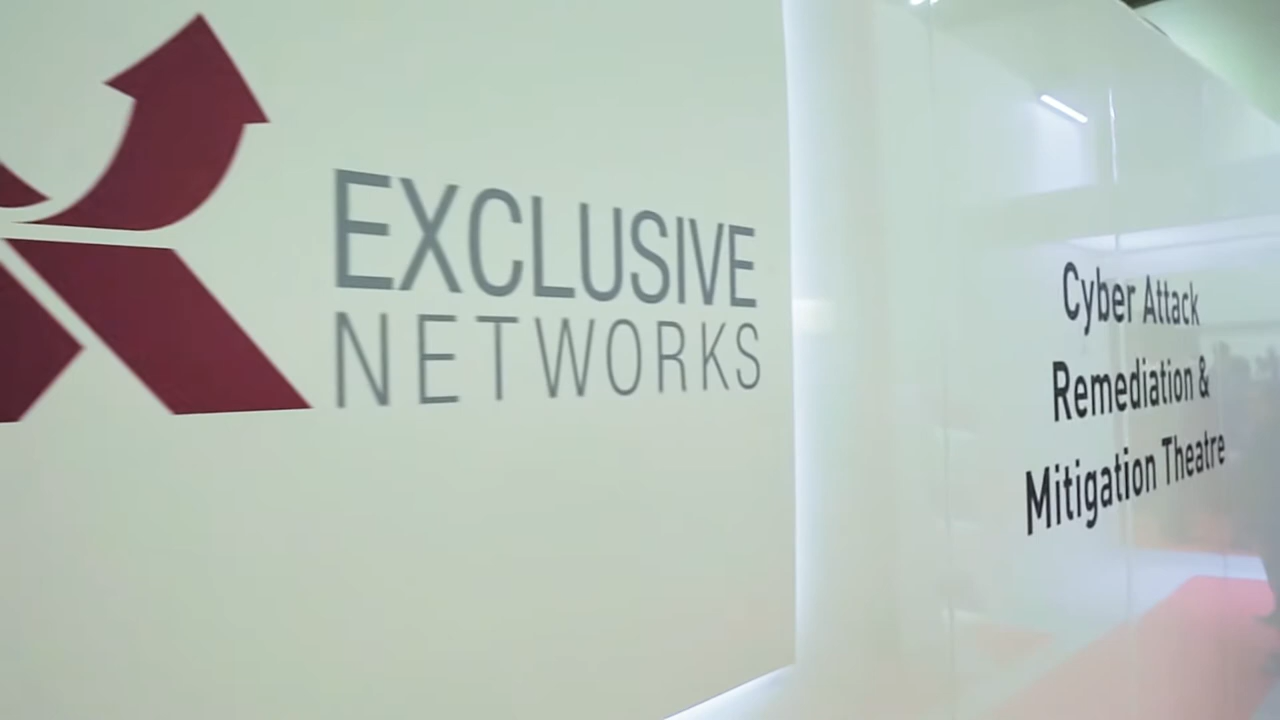 EXCLUSIVE
NETWORKS
Cyber Attack
Remediation &
Mitigation Theatre